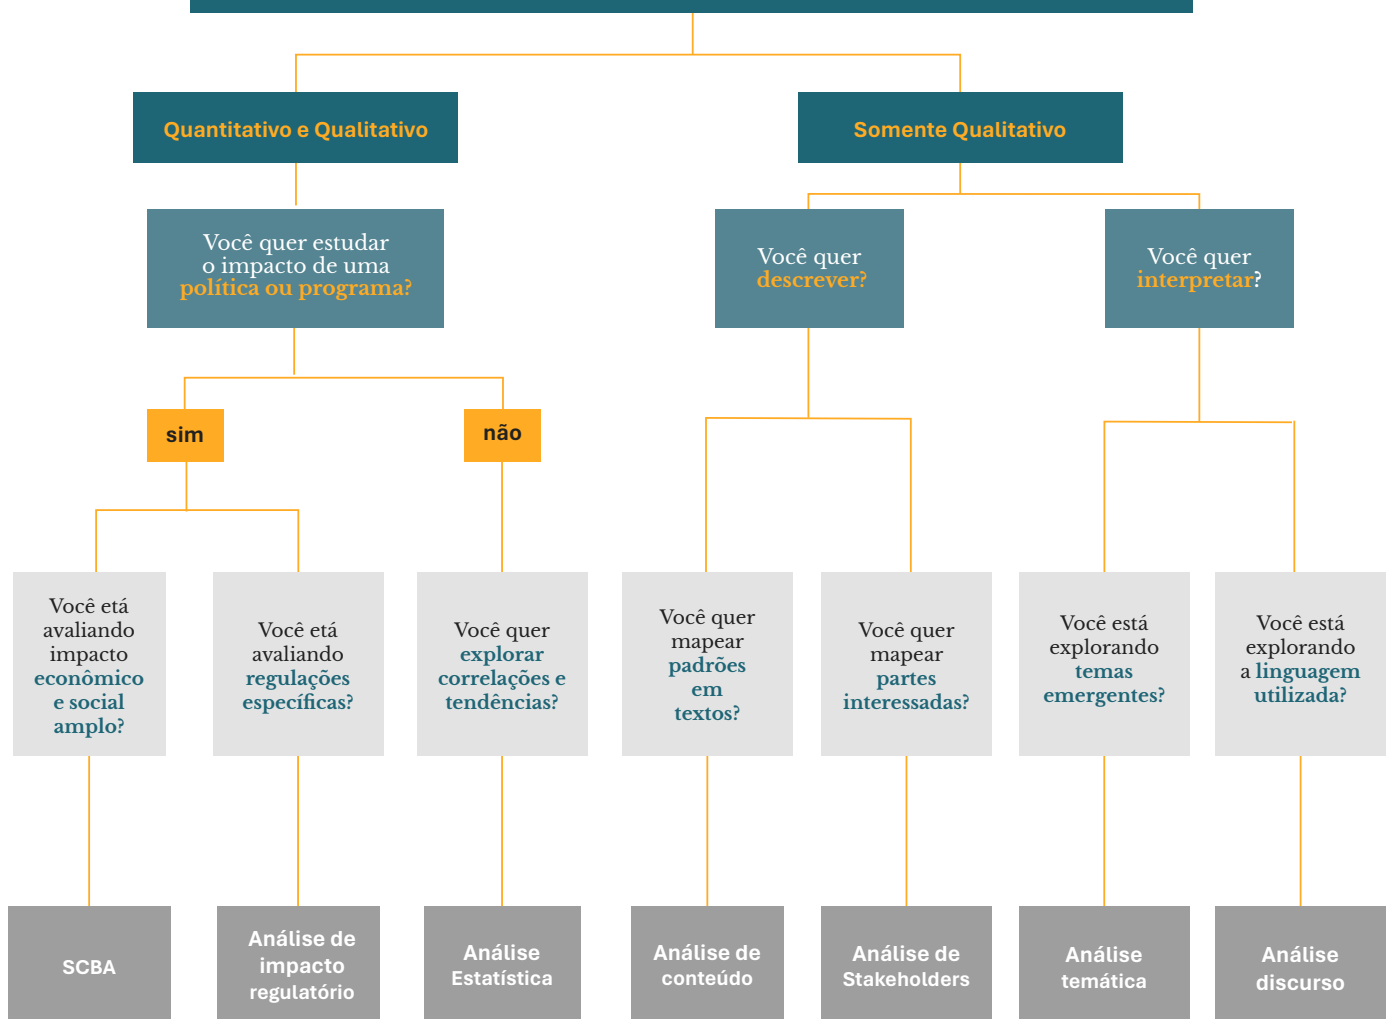 Quantitativo e Qualitativo
Somente Qualitativo
Você quer estudar
o impacto de uma
política ou programa?
Você quer
descrever?
Você quer
interpretar?
sim
não
Você etá
avaliando
impacto
econômico
e social
amplo?
Você etá
avaliando
regulações
específicas?
Você quer
explorar
correlações e
tendências?
Você quer
mapear
padrões
em
textos?
Você quer
mapear
partes
interessadas?
Você está
explorando
temas
emergentes?
Você está
explorando
a linguagem
utilizada?
SCBA
Análise de
impacto
regulatório
Análise
Estatística
Análise de
conteúdo
Análise de
Stakeholders
Análise
temática
Análise
discurso